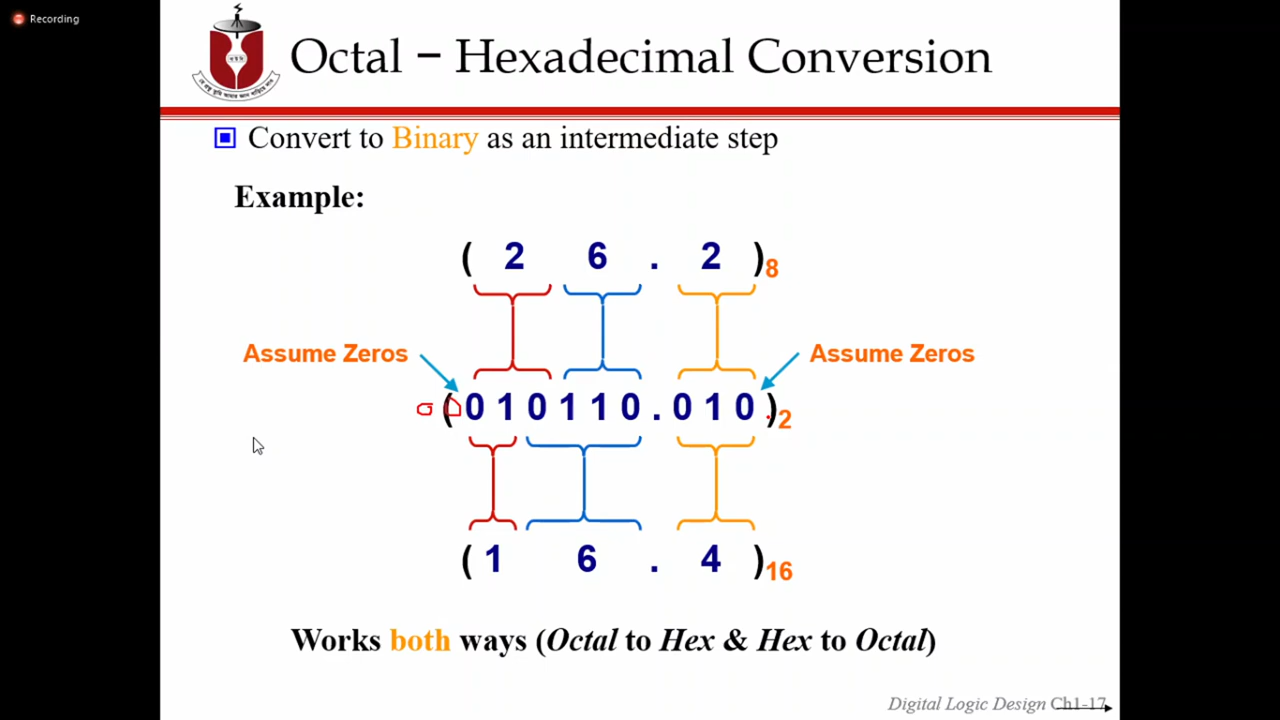 Recording
Octal – Hexadecimal Conversion
Convert to Binary as an intermediate step
Example:
( 2 6 . 2 )8
Assume Zeros
Assume Zeros
0 0 ( 0 1 0 1 1 0 . 0 1 0 )2
( 1 6 . 4 )16
Works both ways (Octal to Hex & Hex to Octal)
Digital Logic Design Ch1-17